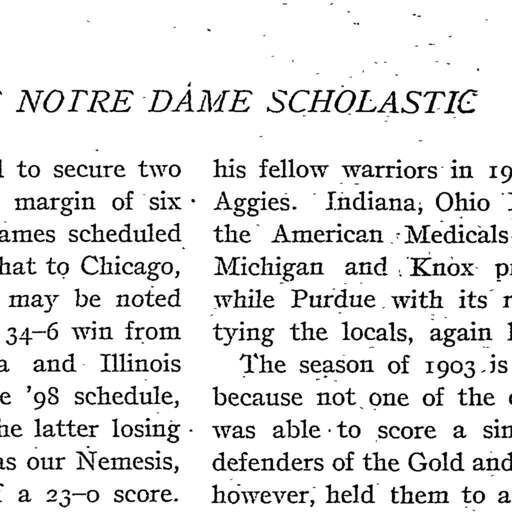 NOTRE DAME SCHOLASTIC
to secure two
margin of six
ames scheduled
hat to Chicago,
may be noted
34–6 win from
and Illinois
'98 schedule,
he latter losing
as our Nemesis,
a 23–0 score.
his fellow warriors in 19
Aggies. Indiana, Ohio
the American Medicals
Michigan and Knox p
while Purdue with its
tying the locals, again
The season of 1903 is
because not one of the
was able to score a sin
defenders of the Gold and
however, held them to a